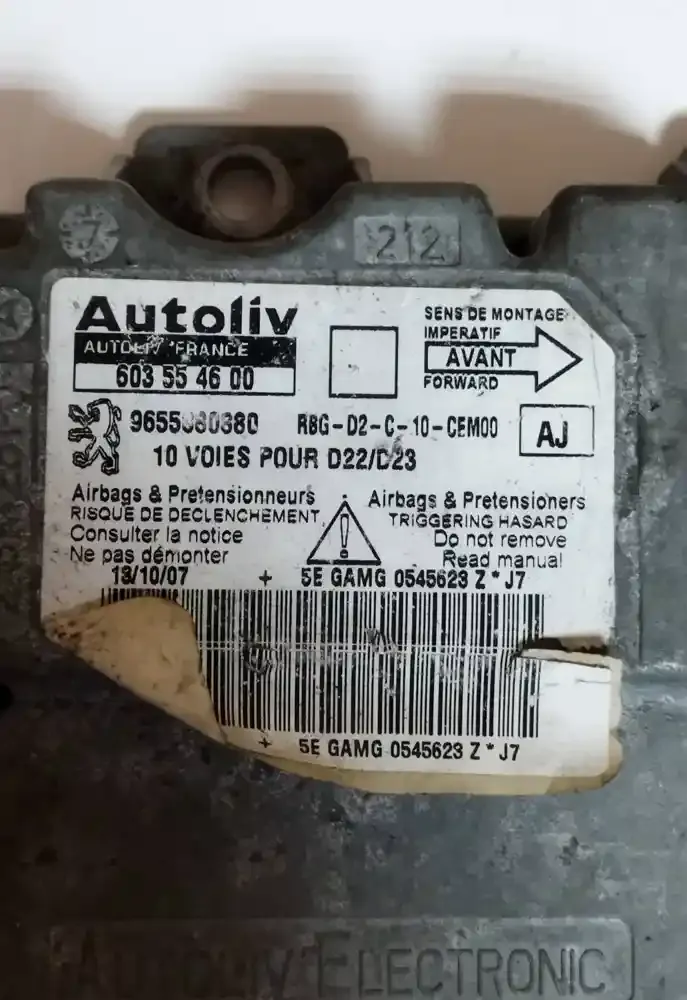 7
212
Autoliv
AUTOLIV FRANCE
603 55 46 00
SENS DE MONTAGE
IMPERATIF
AVANT
FORWARD
RBG-D2-C-10-CEM00
AJ
10 VOIES POUR D22/D23
Airbags & Pretensionneurs
RISQUE DE DECLENCHEMENT
Consulter la notice
Ne pas démonter
Airbags & Pretensioners
TRIGGERING HASARD
Do not remove
Read manual
13/10/07 + 5E GAMG 0545623 Z * J7
+ 5E GAMG 0545623 Z * J7
AUTOLIV ELECTRONIC